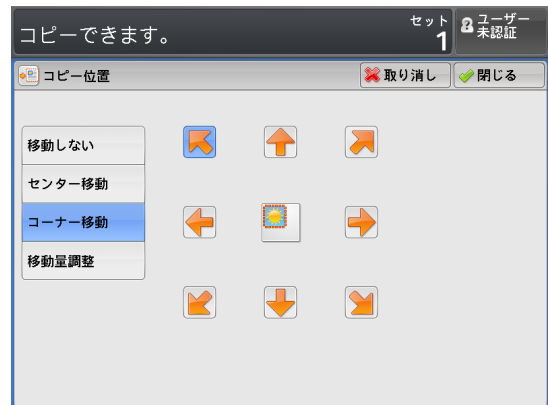 コピーできます。
セット
1
ユーザー
未認証
コピー位置
取り消し
閉じる
移動しない
センター移動
コーナー移動
移動量調整